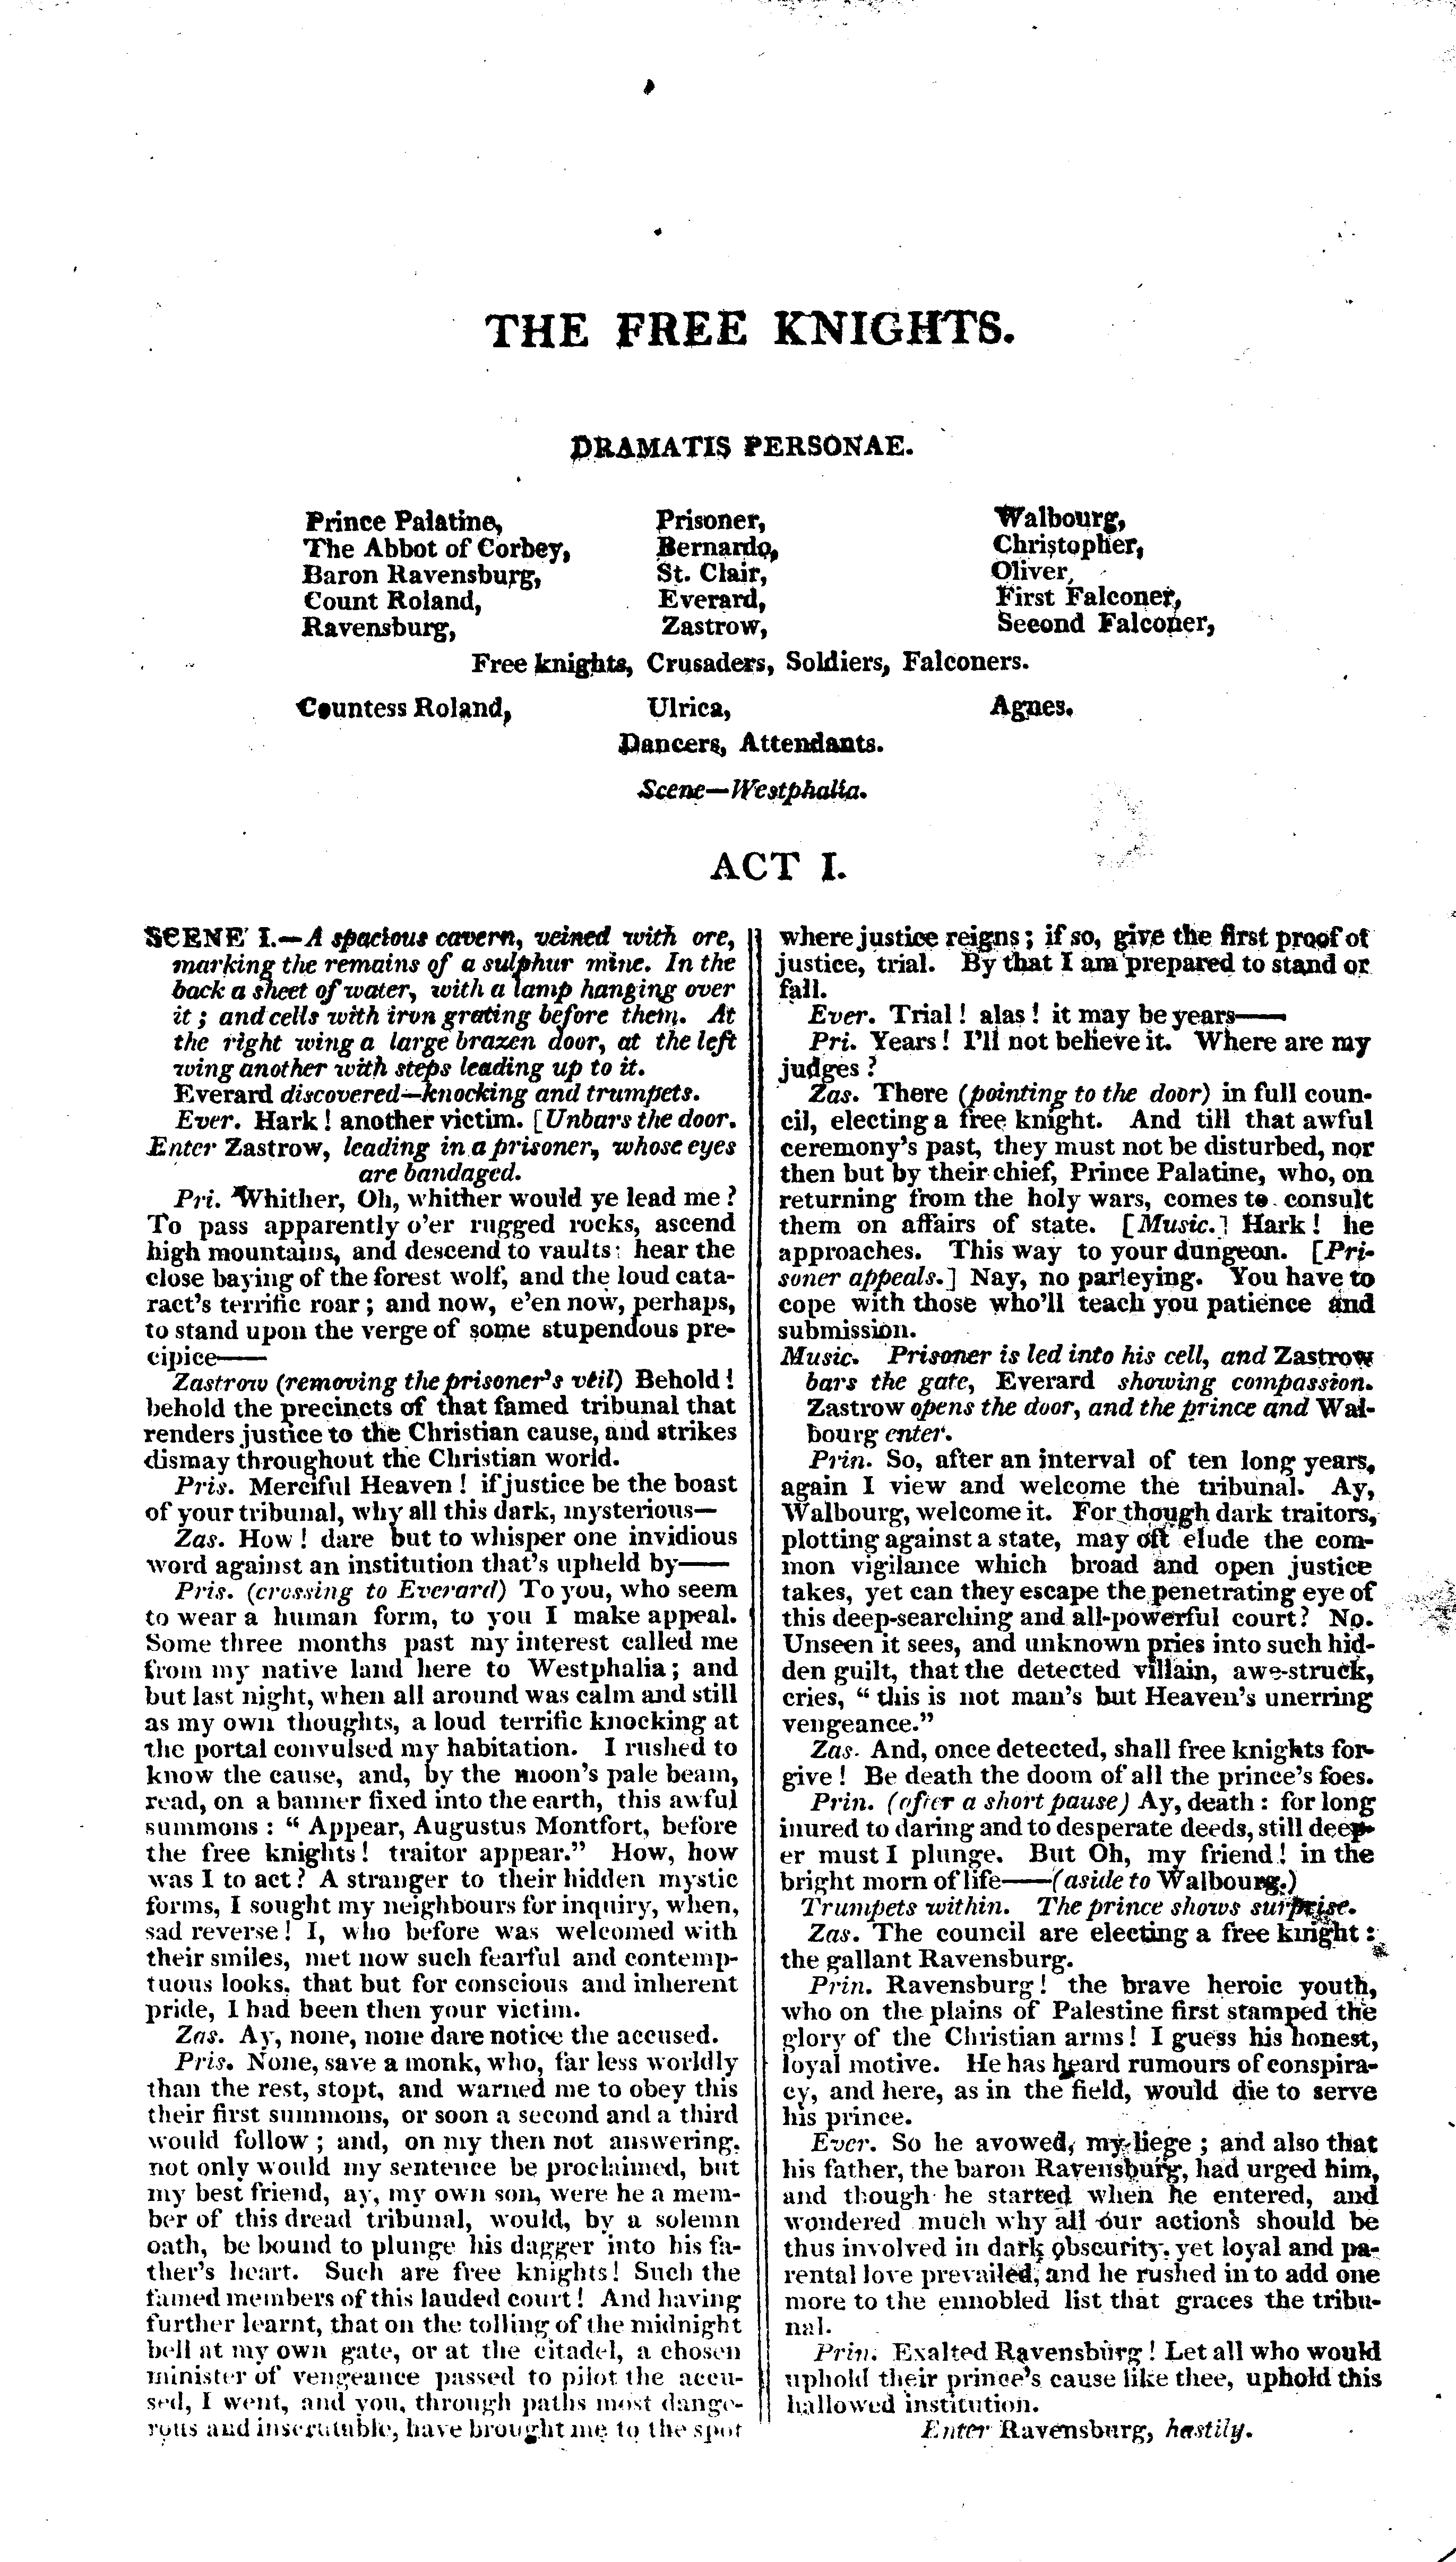 THE FREE KNIGHTS.
DRAMATIS PERSONAE.
Prince Palatine,
The Abbot of Corbey,
Baron Ravensburg,
Count Roland,
Ravensburg,
Prisoner,
Bernardo,
St. Clair,
Everard,
Zastrow,
Walbourg,
Christopher,
Oliver,
First Falconer,
Second Falconer,
Free knights, Crusaders, Soldiers, Falconers.
Countess Roland,
Ulrica,
Agnes.
Dancers, Attendants.
Scene—Westphalia.
ACT I.
SCENE I.—A spacious cavern, veined with ore,
marking the remains of a sulphur mine. In the
back a sheet of water, with a lamp hanging over
it; and cells with iron grating before them. At
the right wing a large brazen door, at the left
wing another with steps leading up to it.
Everard discovered—knocking and trumpets.
Ever. Hark! another victim. [Unbars the door.
Enter Zastrow, leading in a prisoner, whose eyes
are bandaged.
Pri. Whither, Oh, whither would ye lead me?
To pass apparently o'er rugged rocks, ascend
high mountains, and descend to vaults; hear the
close baying of the forest wolf, and the loud cata-
ract's terrific roar; and now, e'en now, perhaps,
to stand upon the verge of some stupendous pre-
cipice——
Zastrow (removing the prisoner's veil) Behold!
behold the precincts of that famed tribunal that
renders justice to the Christian cause, and strikes
dismay throughout the Christian world.
Pris. Merciful Heaven! if justice be the boast
of your tribunal, why all this dark, mysterious—
Zas. How! dare but to whisper one invidious
word against an institution that's upheld by——
Pris. (crossing to Everard) To you, who seem
to wear a human form, to you I make appeal.
Some three months past my interest called me
from my native land here to Westphalia; and
but last night, when all around was calm and still
as my own thoughts, a loud terrific knocking at
the portal convulsed my habitation. I rushed to
know the cause, and, by the moon's pale beam,
read, on a banner fixed into the earth, this awful
summons: "Appear, Augustus Montfort, before
the free knights! traitor appear." How, how
was I to act? A stranger to their hidden mystic
forms, I sought my neighbours for inquiry, when,
sad reverse! I, who before was welcomed with
their smiles, met now such fearful and contemp-
tuous looks, that but for conscious and inherent
pride, I had been then your victim.
Zas. Ay, none, none dare notice the accused.
Pris. None, save a monk, who, far less worldly
than the rest, stopt, and warned me to obey this
their first summons, or soon a second and a third
would follow; and, on my then not answering,
not only would my sentence be proclaimed, but
my best friend, ay, my own son, were he a mem-
ber of this dread tribunal, would, by a solemn
oath, be bound to plunge his dagger into his fa-
ther's heart. Such are free knights! Such the
famed members of this lauded court! And having
further learnt, that on the tolling of the midnight
bell at my own gate, or at the citadel, a chosen
minister of vengeance passed to pilot the accu-
sed, I went, and you, through paths most dange-
rous and inscrutable, have brought me to the spot
where justice reigns; if so, give the first proof of
justice, trial. By that I am prepared to stand or
fall.
Ever. Trial! alas! it may be years——
Pri. Years! I'll not believe it. Where are my
judges?
Zas. There (pointing to the door) in full coun-
cil, electing a free knight. And till that awful
ceremony's past, they must not be disturbed, nor
then but by their chief, Prince Palatine, who, on
returning from the holy wars, comes to consult
them on affairs of state. [Music.] Hark! he
approaches. This way to your dungeon. [Pri-
soner appeals.] Nay, no parleying. You have to
cope with those who'll teach you patience and
submission.
Music. Prisoner is led into his cell, and Zastrow
bars the gate, Everard showing compassion.
Zastrow opens the door, and the prince and Wal-
bourg enter.
Prin. So, after an interval of ten long years,
again I view and welcome the tribunal. Ay,
Walbourg, welcome it. For though dark traitors,
plotting against a state, may oft elude the com-
mon vigilance which broad and open justice
takes, yet can they escape the penetrating eye of
this deep-searching and all-powerful court? No.
Unseen it sees, and unknown pries into such hid-
den guilt, that the detected villain, awe-struck,
cries, "this is not man's but Heaven's unerring
vengeance."
Zas. And, once detected, shall free knights for-
give! Be death the doom of all the prince's foes.
Prin. (after a short pause) Ay, death: for long
inured to daring and to desperate deeds, still deep-
er must I plunge. But Oh, my friend! in the
bright morn of life——(aside to Walbourg.)
Trumpets within. The prince shows surprise.
Zas. The council are electing a free knight:
the gallant Ravensburg.
Prin. Ravensburg! the brave heroic youth,
who on the plains of Palestine first stamped the
glory of the Christian arms! I guess his honest,
loyal motive. He has heard rumours of conspira-
cy, and here, as in the field, would die to serve
his prince.
Ever. So he avowed, my liege; and also that
his father, the baron Ravensburg, had urged him,
and though he started when he entered, and
wondered much why all our actions should be
thus involved in dark obscurity, yet loyal and pa-
rental love prevailed, and he rushed in to add one
more to the ennobled list that graces the tribu-
nal.
Prin. Exalted Ravensburg! Let all who would
uphold their prince's cause like thee, uphold this
hallowed institution.
Enter Ravensburg, hastily.